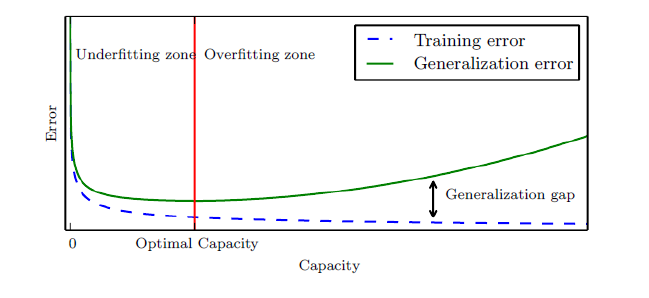 Training error
Generalization error
Underfitting zone
Overfitting zone
Error
Generalization gap
0
Optimal Capacity
Capacity